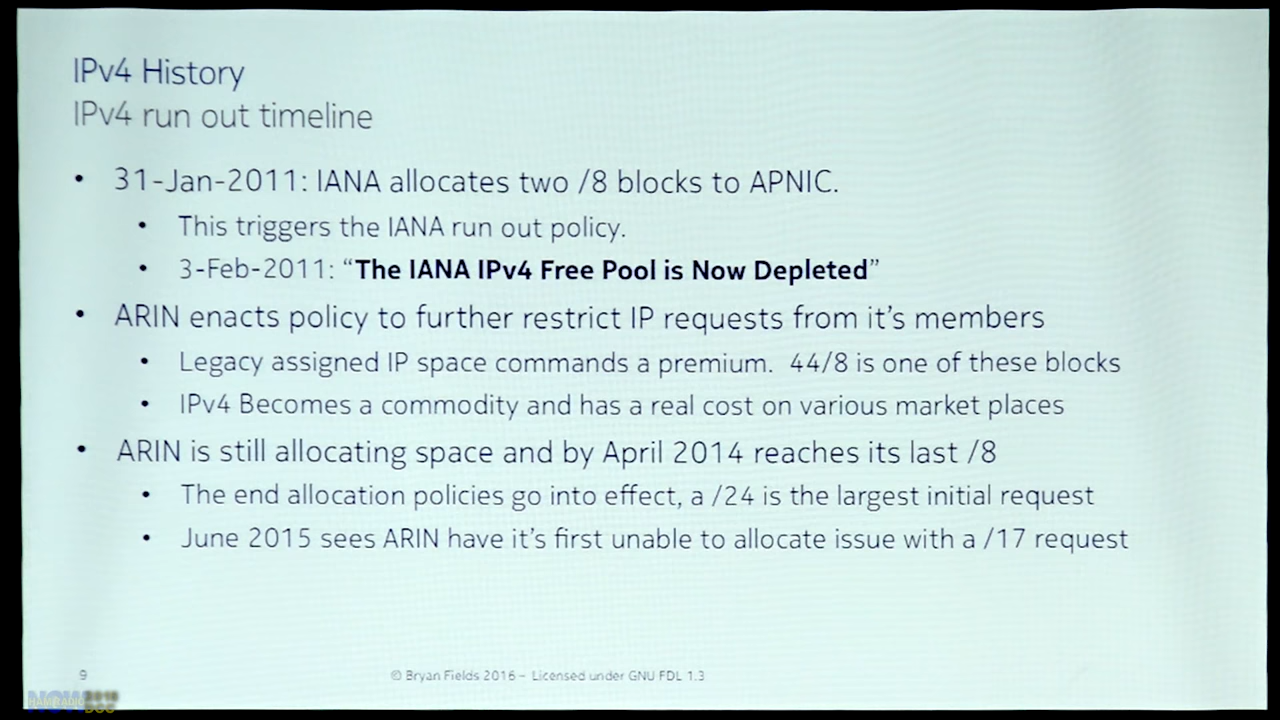 IPv4 History
IPv4 run out timeline
• 31-Jan-2011: IANA allocates two /8 blocks to APNIC.
• This triggers the IANA run out policy.
• 3-Feb-2011: “The IANA IPv4 Free Pool is Now Depleted”
• ARIN enacts policy to further restrict IP requests from it’s members
• Legacy assigned IP space commands a premium.  44/8 is one of these blocks
• IPv4 Becomes a commodity and has a real cost on various market places
• ARIN is still allocating space and by April 2014 reaches its last /8
• The end allocation policies go into effect, a /24 is the largest initial request
• June 2015 sees ARIN have it’s first unable to allocate issue with a /17 request
9
© Bryan Fields 2016 – Licensed under GNU FDL 1.3